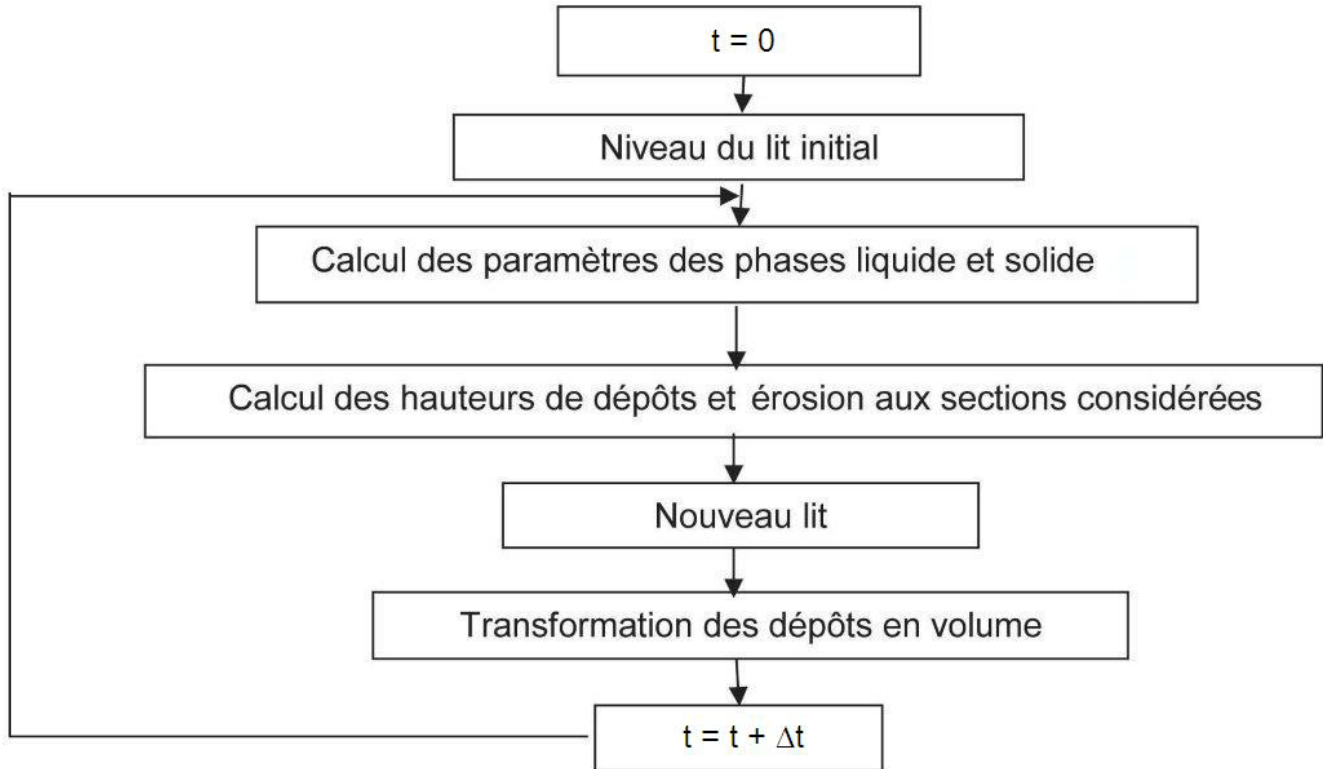 t = 0
Niveau du lit initial
Calcul des paramètres des phases liquide et solide
Calcul des hauteurs de dépôts et érosion aux sections considérées
Nouveau lit
Transformation des dépôts en volume
t = t + Δt